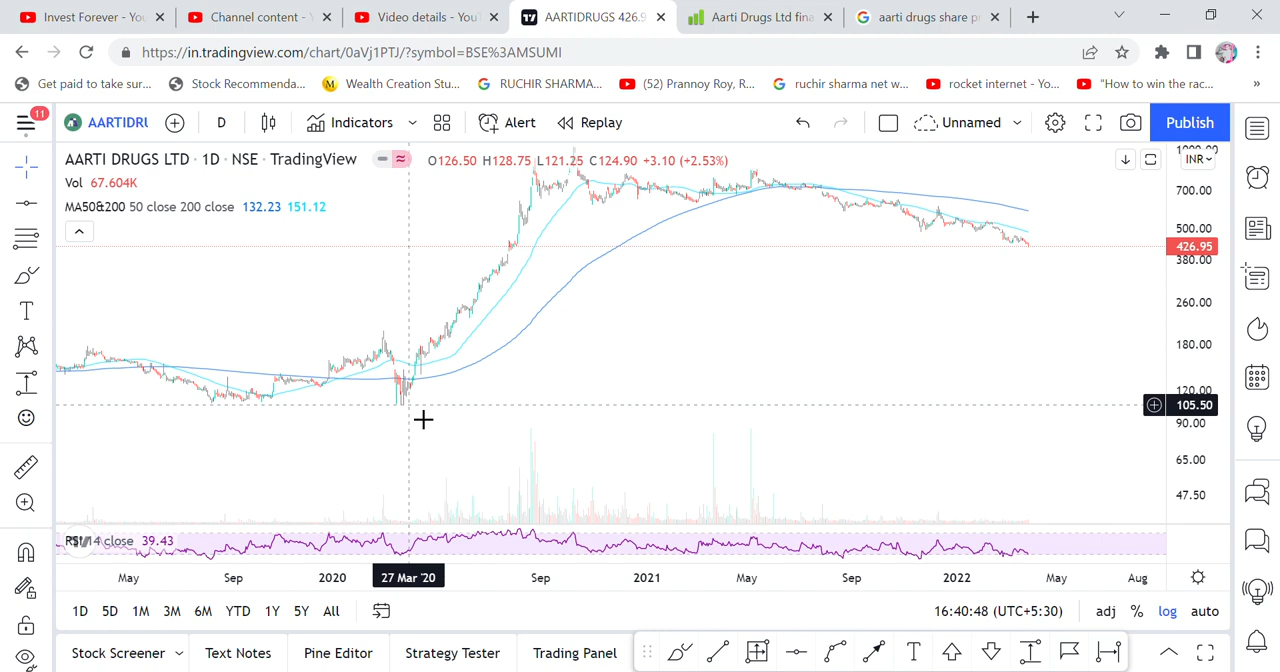 Invest Forever - You
Channel content -
Video details - YouT
AARTIDRUGS 426.9
Aarti Drugs Ltd fina
aarti drugs share p
https://in.tradingview.com/chart/0aVj1PTJ/?symbol=BSE%3AMSUMI
Get paid to take sur...
Stock Recommenda...
Wealth Creation Stu...
RUCHIR SHARMA...
(52) Prannoy Roy, R...
ruchir sharma net w...
rocket internet - Yo...
"How to win the rac...
»
11
AARTIDRU
D
Indicators
Alert
Replay
Unnamed
Publish
AARTI DRUGS LTD · 1D · NSE · TradingView
O126.50 H128.75 L121.25 C124.90 +3.10 (+2.53%)
INR
Vol 67.604K
MA50&200 50 close 200 close 132.23 151.12
1000.00
700.00
500.00
426.95
380.00
260.00
180.00
120.00
105.50
90.00
65.00
47.50
RSI 14 close 39.43
May
Sep
2020
27 Mar '20
Sep
2021
May
Sep
2022
May
Aug
1D 5D 1M 3M 6M YTD 1Y 5Y All
16:40:48 (UTC+5:30)
adj % log auto
Stock Screener
Text Notes
Pine Editor
Strategy Tester
Trading Panel
T